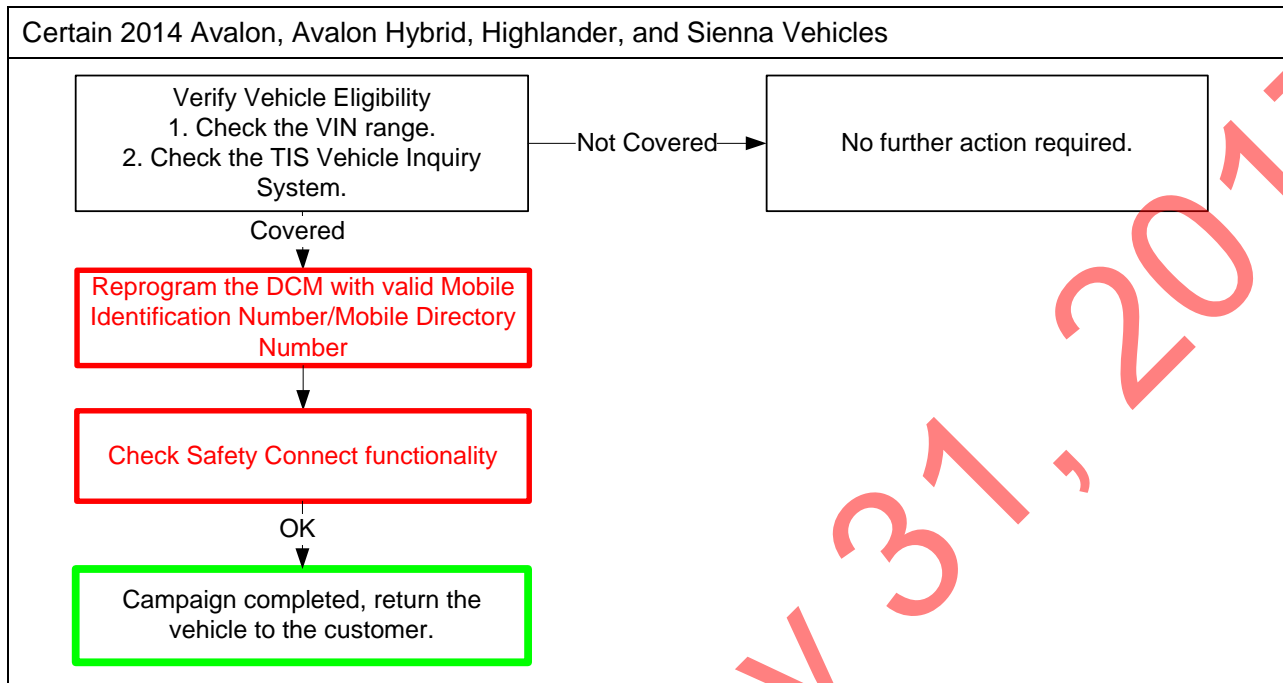 Certain 2014 Avalon, Avalon Hybrid, Highlander, and Sienna Vehicles
Verify Vehicle Eligibility
1. Check the VIN range.
2. Check the TIS Vehicle Inquiry
System.
Not Covered
No further action required.
Covered
Reprogram the DCM with valid Mobile
Identification Number/Mobile Directory
Number
Check Safety Connect functionality
OK
Campaign completed, return the
vehicle to the customer.
31, 201